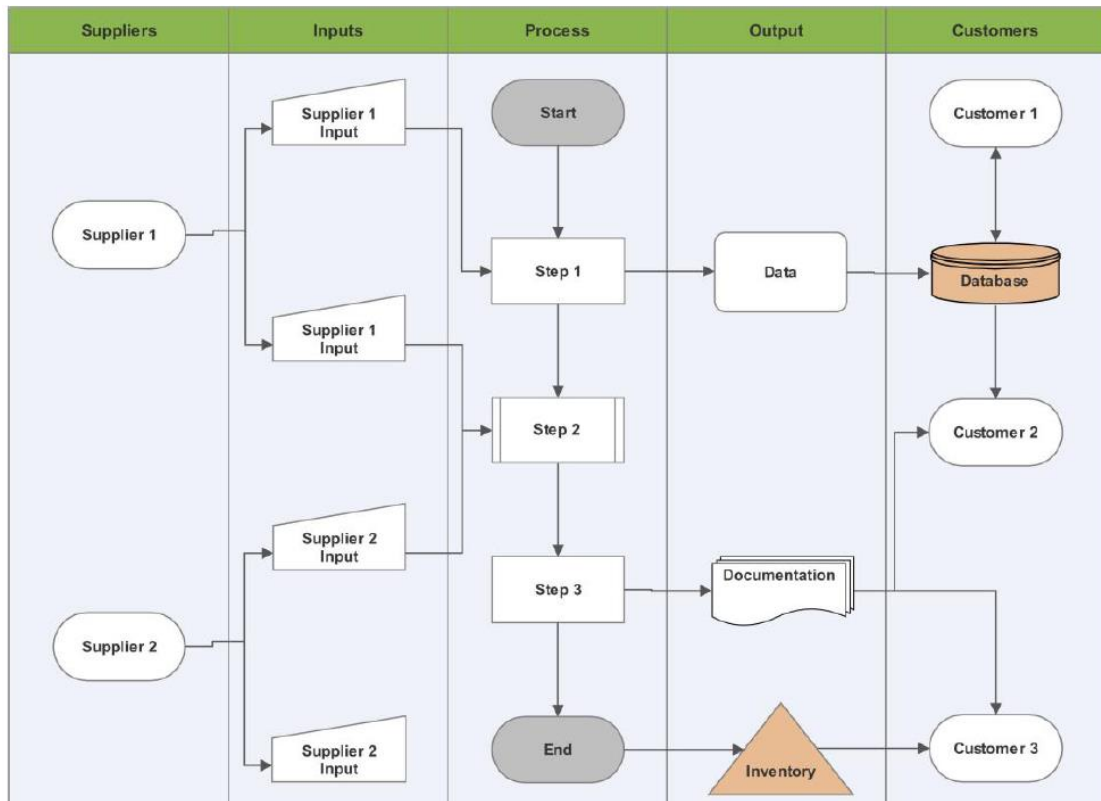 Suppliers
Inputs
Process
Output
Customers
Supplier 1
Input
Start
Customer 1
Supplier 1
Step 1
Data
Database
Supplier 1
Input
Step 2
Customer 2
Supplier 2
Input
Step 3
Documentation
Supplier 2
Supplier 2
Input
End
Inventory
Customer 3